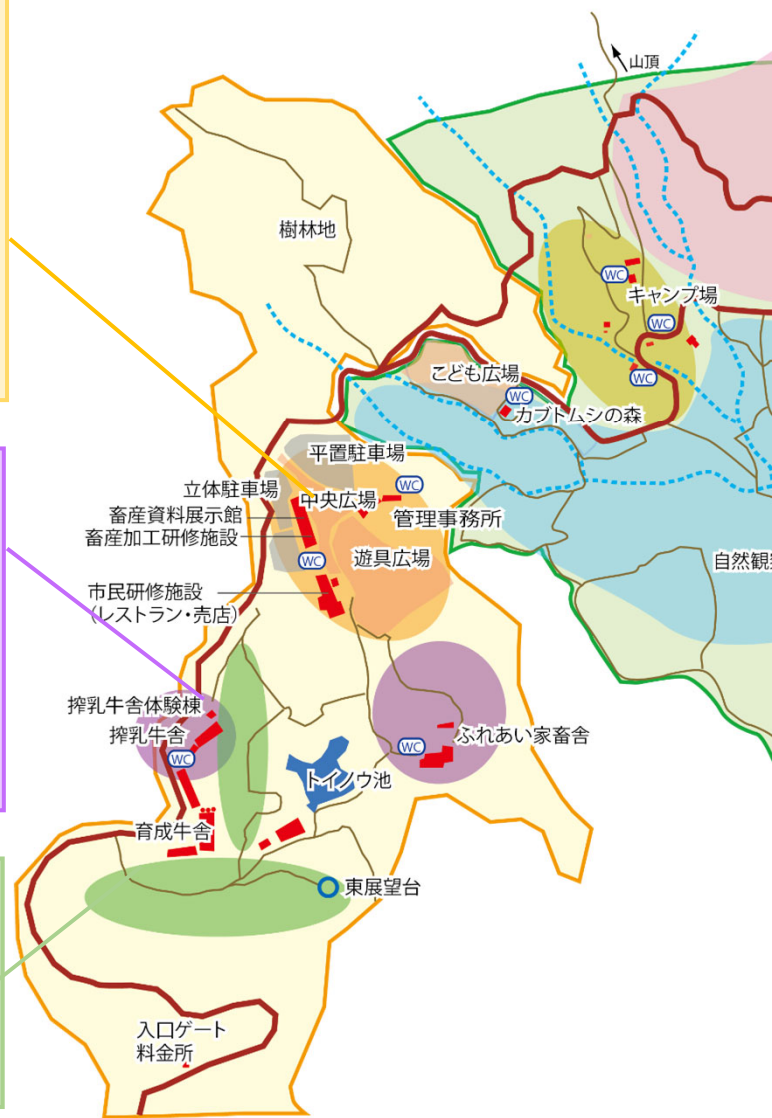 山頂
樹林地
WC
キャンプ場
WC
WC
こども広場
WC
カブトムシの森
平置駐車場
立体駐車場
中央広場
WC
畜産資料展示館
管理事務所
畜産加工研修施設
WC
遊具広場
自然観察
市民研修施設
(レストラン・売店)
搾乳牛舎体験棟
搾乳牛舎
WC
ふれあい家畜舎
WC
トイノウ池
育成牛舎
東展望台
入口ゲート
料金所